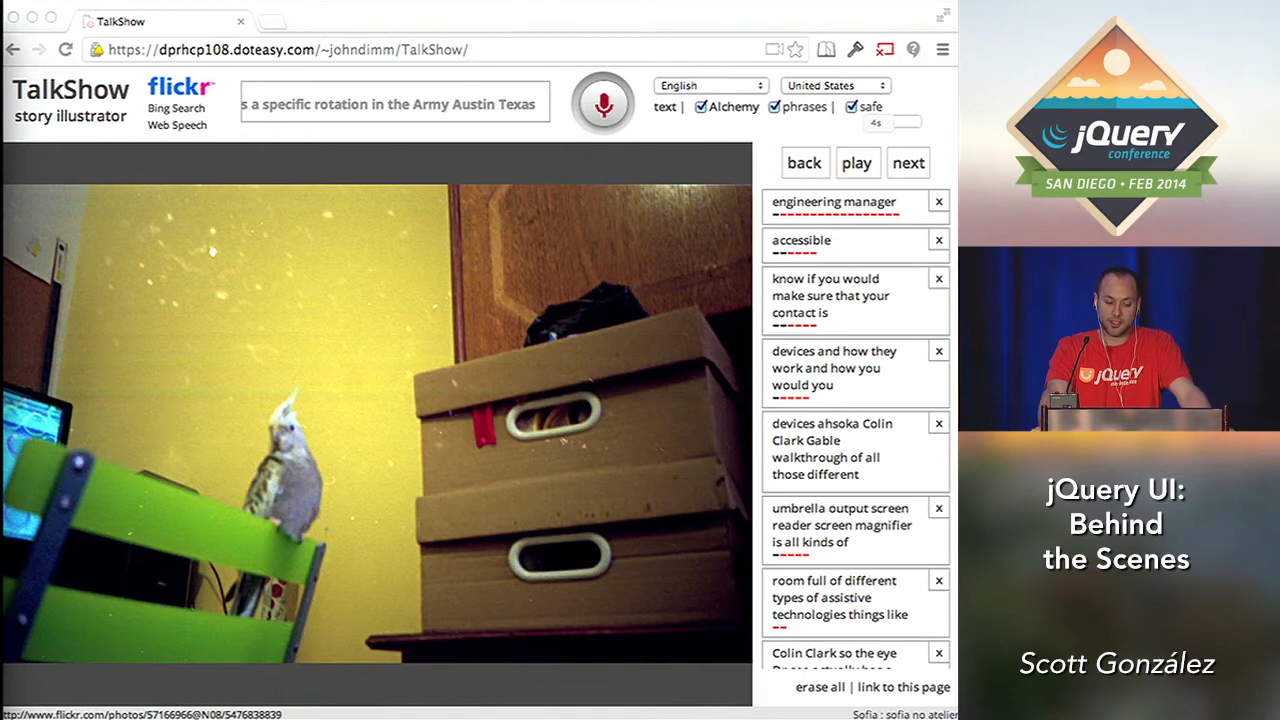 TalkShow
https://dprhcp108.doteasy.com/~johndimm/TalkShow/
TalkShow
story illustrator
flickr
Bing Search
Web Speech
s a specific rotation in the Army Austin Texas
English
United States
text | Alchemy phrases | safe
4s
back
play
next
engineering manager x
accessible x
know if you would x
make sure that your
contact is
devices and how they x
work and how you
would you
devices ahsoka Colin x
Clark Gable
walkthrough of all
those different
umbrella output screen x
reader screen magnifier
is all kinds of
room full of different x
types of assistive
technologies things like
Colin Clark so the eye x
erase all | link to this page
http://www.flickr.com/photos/57166966@N08/5476838839
Sofia : sofia no atelier
jQuery
conference
SAN DIEGO • FEB 2014
jQuery
jQuery UI:
Behind
the Scenes
Scott González